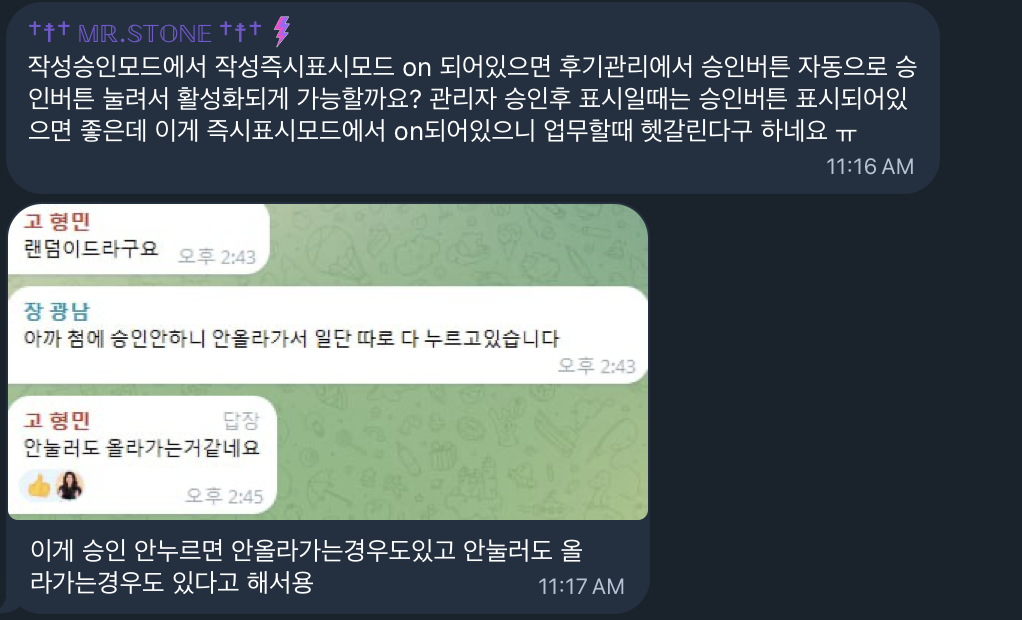 ††† 𝕄ℝ.𝕊𝕋𝕆ℕ𝔼 ††† ⚡
작성승인모드에서 작성즉시표시모드 on 되어있으면 후기관리에서 승인버튼 자동으로 승
인버튼 눌려서 활성화되게 가능할까요? 관리자 승인후 표시일때는 승인버튼 표시되어있
으면 좋은데 이게 즉시표시모드에서 on되어있으니 업무할때 헷갈린다구 하네요 ㅠ
11:16 AM
고 형민
랜덤이드라구요
오후 2:43
장 광남
아까 첨에 승인안하니 안올라가서 일단 따로 다 누르고있습니다
오후 2:43
고 형민 답장
안눌러도 올라가는거같네요
👍 오후 2:45
이게 승인 안누르면 안올라가는경우도있고 안눌러도 올
라가는경우도 있다고 해서용
11:17 AM